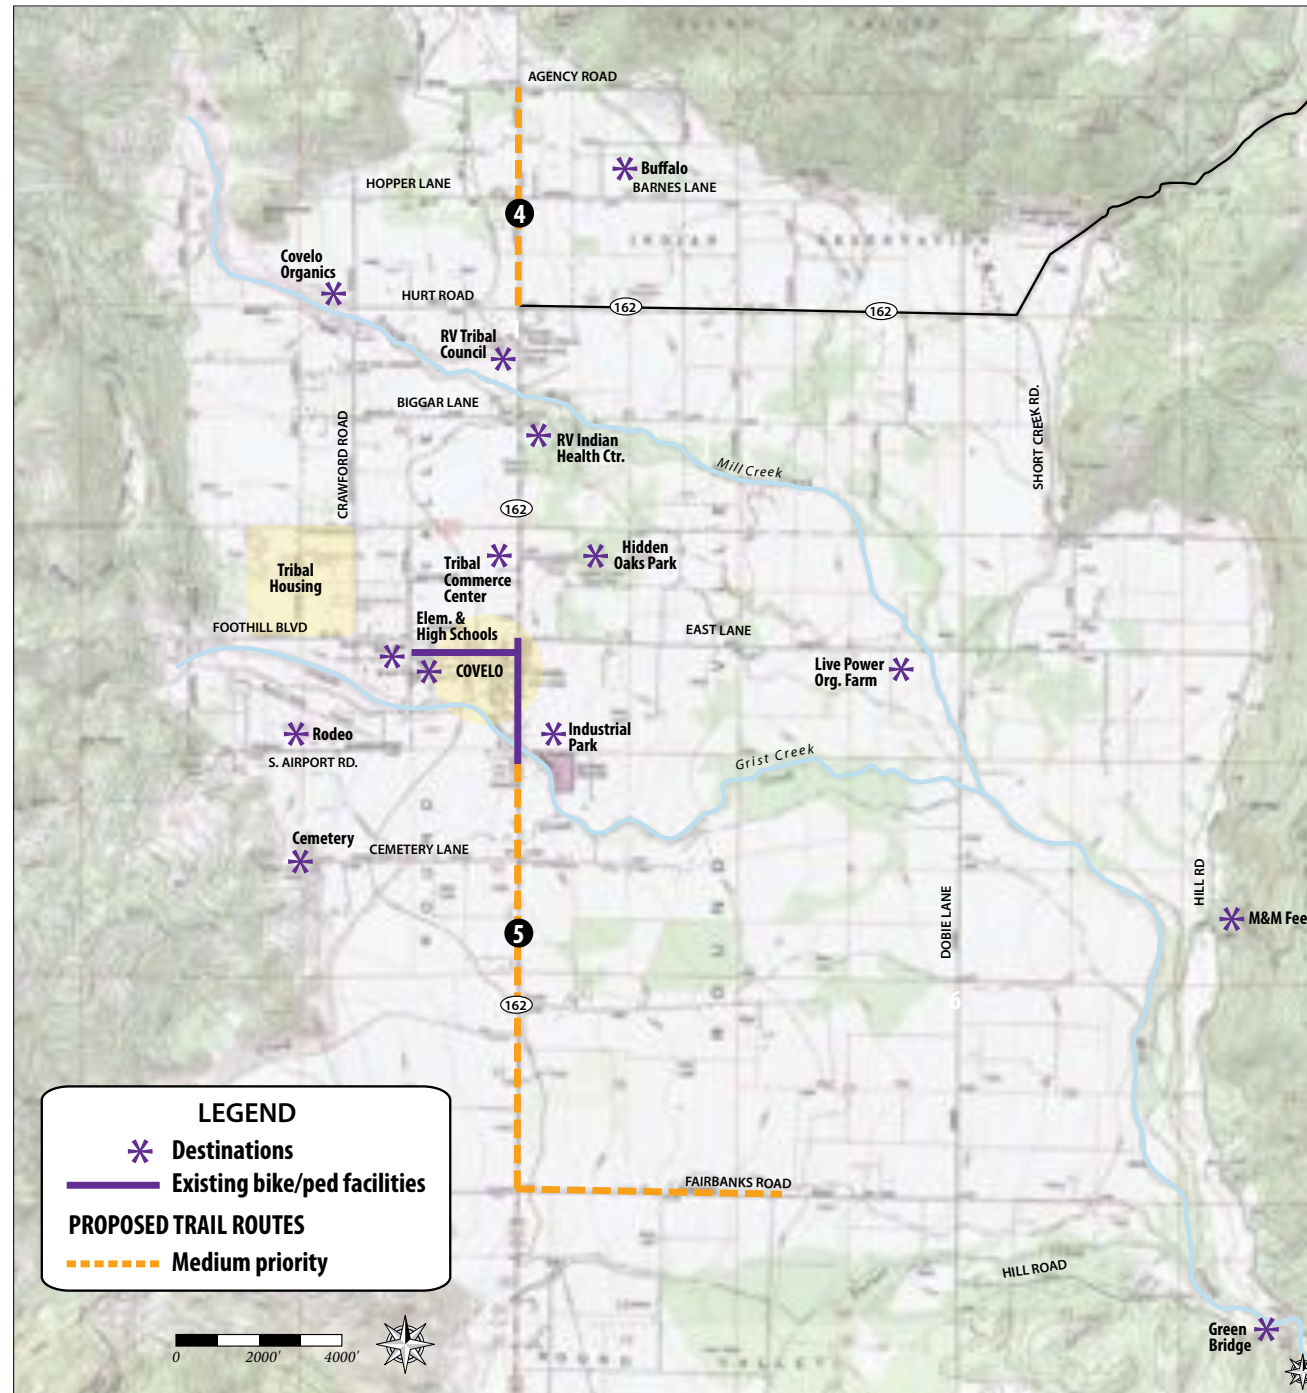 AGENCY ROAD
Buffalo
BARNES LANE
HOPPER LANE
4
INDIAN RESERVATION
Covelo
Organics
HURT ROAD
162
162
RV Tribal
Council
BIGGAR LANE
CRAWFORD ROAD
SHORT CREEK RD.
RV Indian
Health Ctr.
Mill Creek
162
Tribal
Housing
Tribal
Commerce
Center
Hidden
Oaks Park
Elem. &
High Schools
FOOTHILL BLVD
EAST LANE
COVELO
Live Power
Org. Farm
Rodeo
S. AIRPORT RD.
Industrial
Park
Grist Creek
Cemetery
CEMETERY LANE
HILL RD
DOBIE LANE
M&M Fee
5
6
162
LEGEND
Destinations
Existing bike/ped facilities
PROPOSED TRAIL ROUTES
Medium priority
FAIRBANKS ROAD
HILL ROAD
Green
Bridge
0 2000' 4000'
ROUND VALLEY